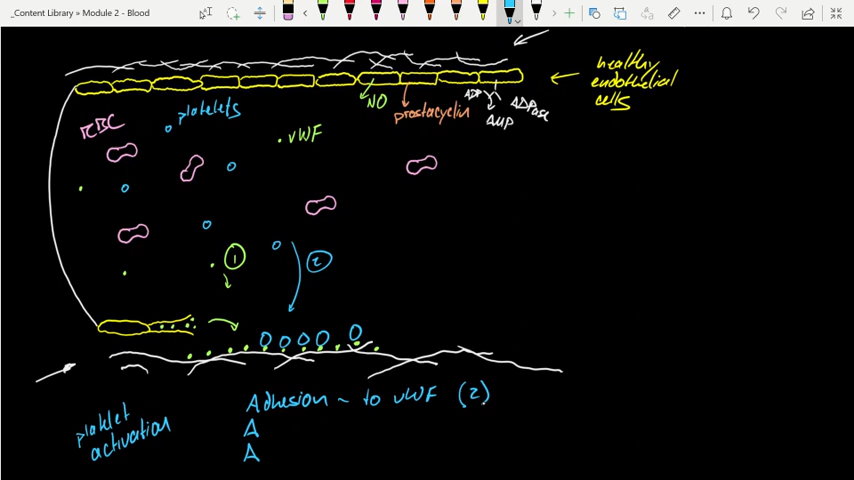 _Content Library » Module 2 - Blood
healthy
endothelical
cells
NO
prostacyclin
ADP
ADPase
AMP
RBC
platelets
vWF
1
2
Adhesion ~ to vWF (2)
A
A
platelet
activation